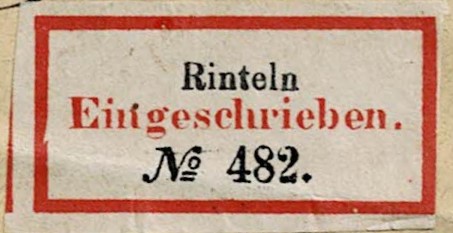 Rinteln
Eingeschrieben.
№ 482.